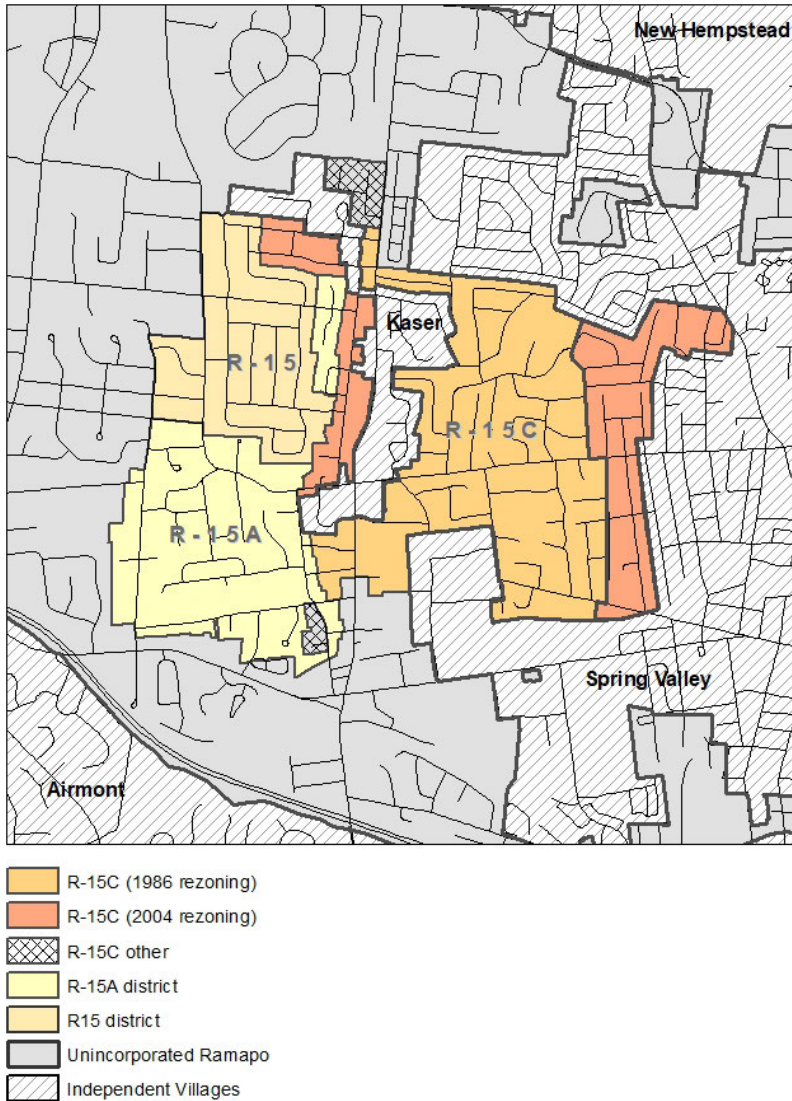 New Hempstead
Kaser
R-15
R-15C
R-15A
Spring Valley
Airmont
R-15C (1986 rezoning)
R-15C (2004 rezoning)
R-15C other
R-15A district
R15 district
Unincorporated Ramapo
Independent Villages